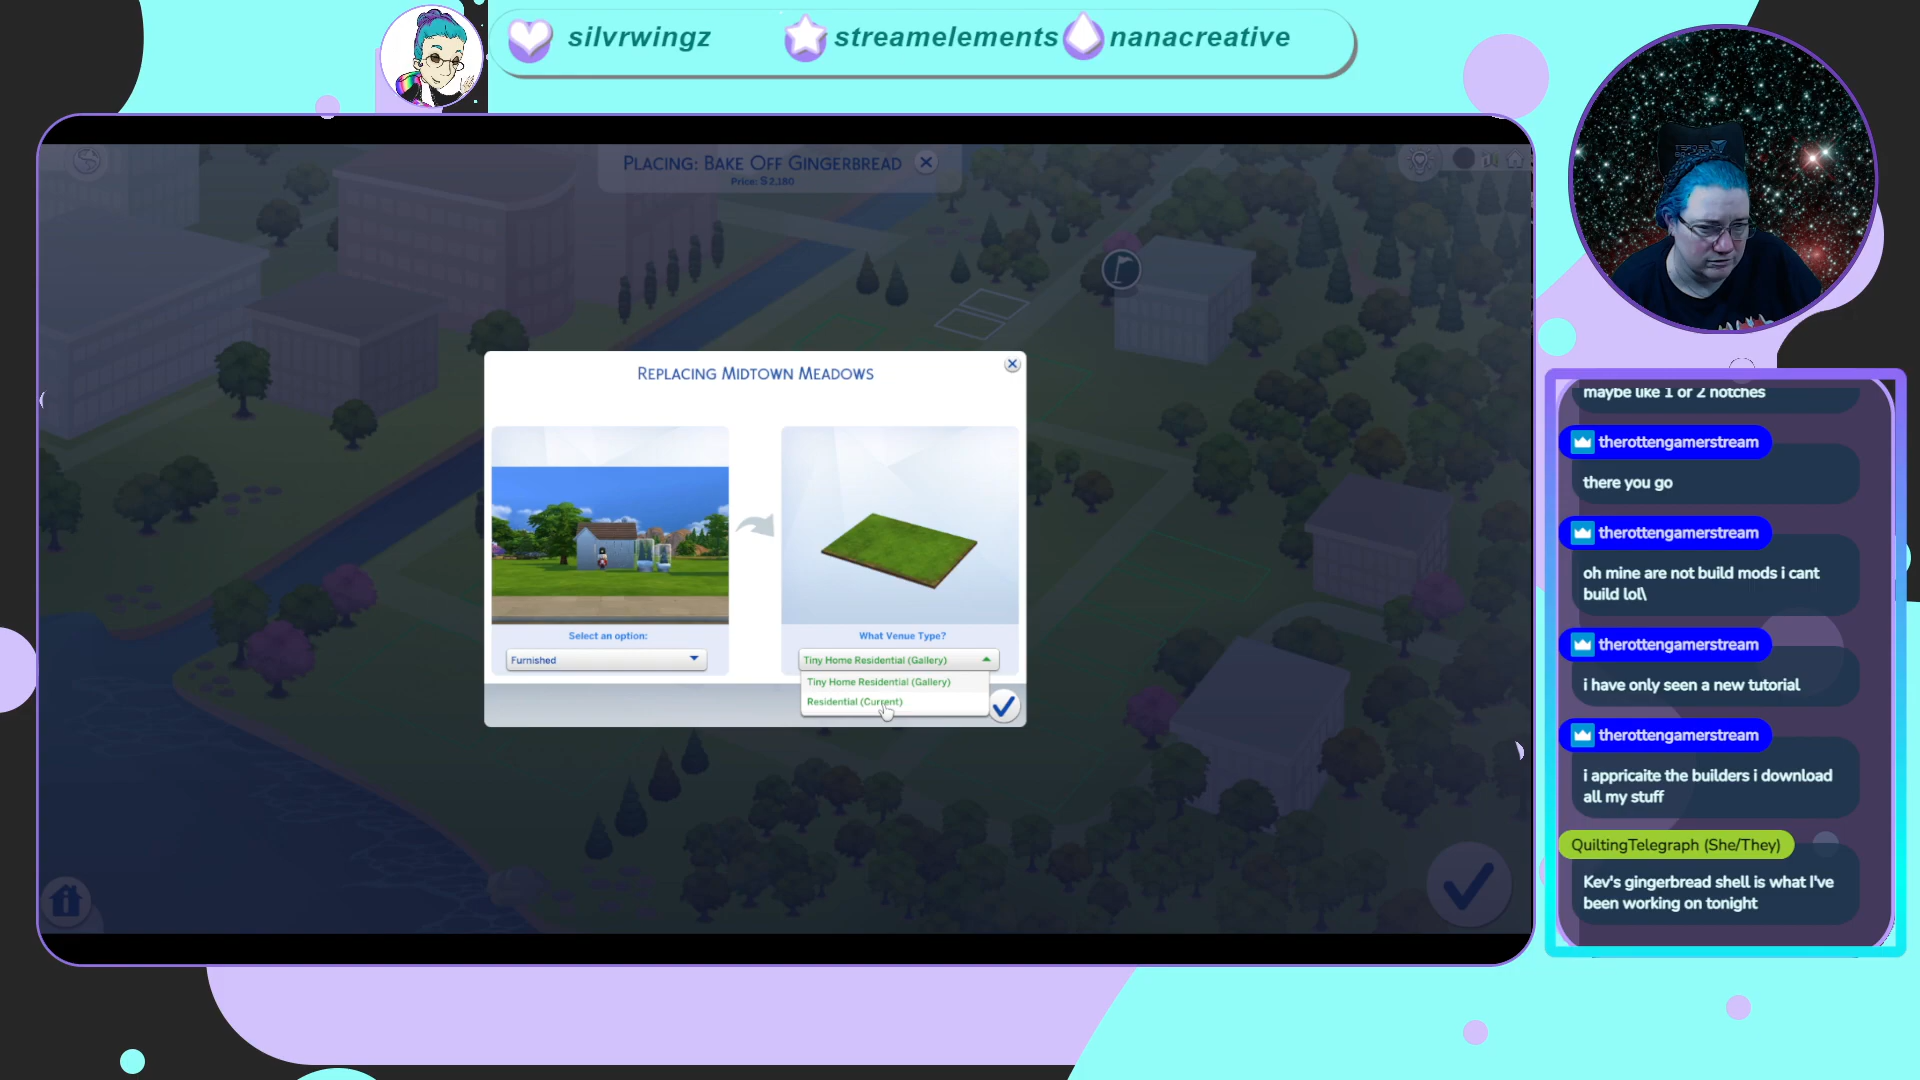 silvrwingz
streamelements
nanacreative
PLACING: BAKE OFF GINGERBREAD
Price: §2,180
REPLACING MIDTOWN MEADOWS
Select an option:
Furnished
What Venue Type?
Tiny Home Residential (Gallery)
Tiny Home Residential (Gallery)
Residential (Current)
maybe like 1 or 2 notches
therottengamerstream
there you go
therottengamerstream
oh mine are not build mods i cant
build lol\
therottengamerstream
i have only seen a new tutorial
therottengamerstream
i appricaite the builders i download
all my stuff
QuiltingTelegraph (She/They)
Kev's gingerbread shell is what I've
been working on tonight